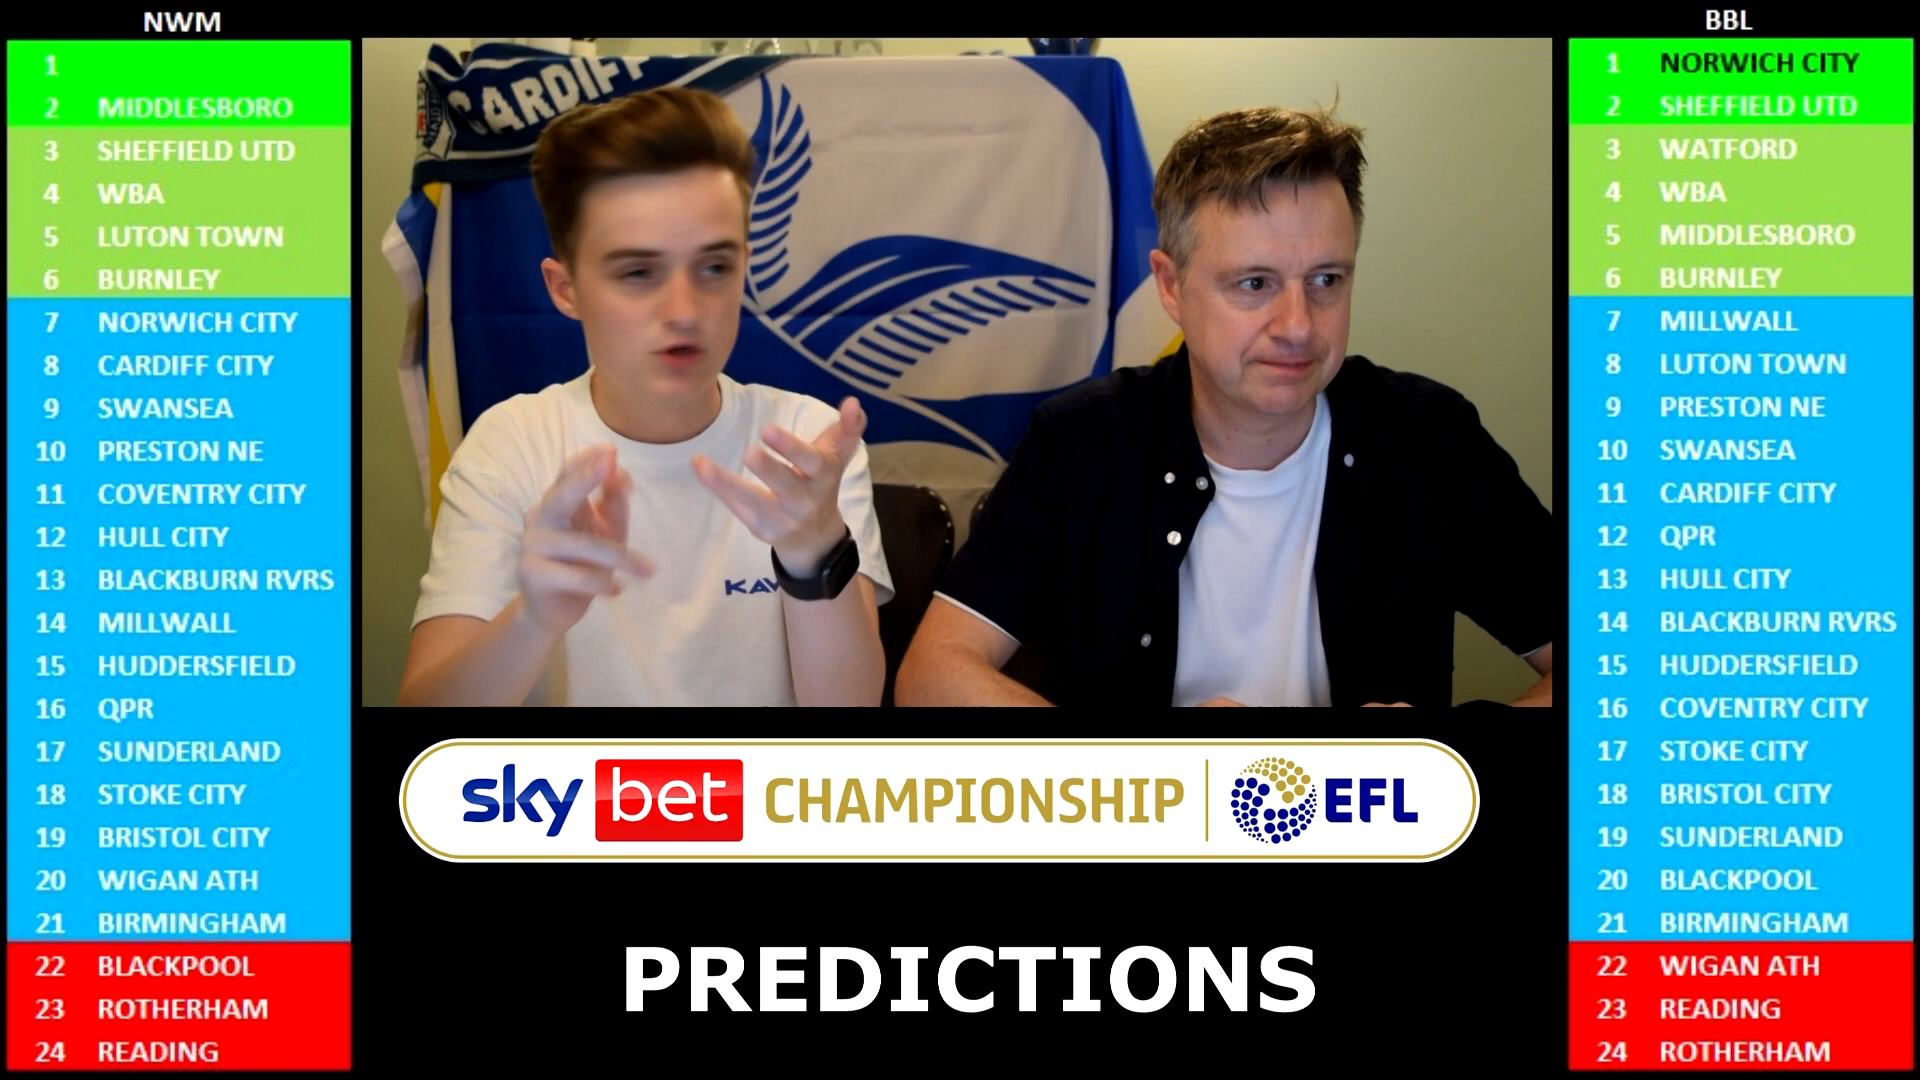 NWM
1
2 MIDDLESBORO
3 SHEFFIELD UTD
4 WBA
5 LUTON TOWN
6 BURNLEY
7 NORWICH CITY
8 CARDIFF CITY
9 SWANSEA
10 PRESTON NE
11 COVENTRY CITY
12 HULL CITY
13 BLACKBURN RVRS
14 MILLWALL
15 HUDDERSFIELD
16 QPR
17 SUNDERLAND
18 STOKE CITY
19 BRISTOL CITY
20 WIGAN ATH
21 BIRMINGHAM
22 BLACKPOOL
23 ROTHERHAM
24 READING
CARDIFF
KAV
sky bet CHAMPIONSHIP EFL
PREDICTIONS
BBL
1 NORWICH CITY
2 SHEFFIELD UTD
3 WATFORD
4 WBA
5 MIDDLESBORO
6 BURNLEY
7 MILLWALL
8 LUTON TOWN
9 PRESTON NE
10 SWANSEA
11 CARDIFF CITY
12 QPR
13 HULL CITY
14 BLACKBURN RVRS
15 HUDDERSFIELD
16 COVENTRY CITY
17 STOKE CITY
18 BRISTOL CITY
19 SUNDERLAND
20 BLACKPOOL
21 BIRMINGHAM
22 WIGAN ATH
23 READING
24 ROTHERHAM